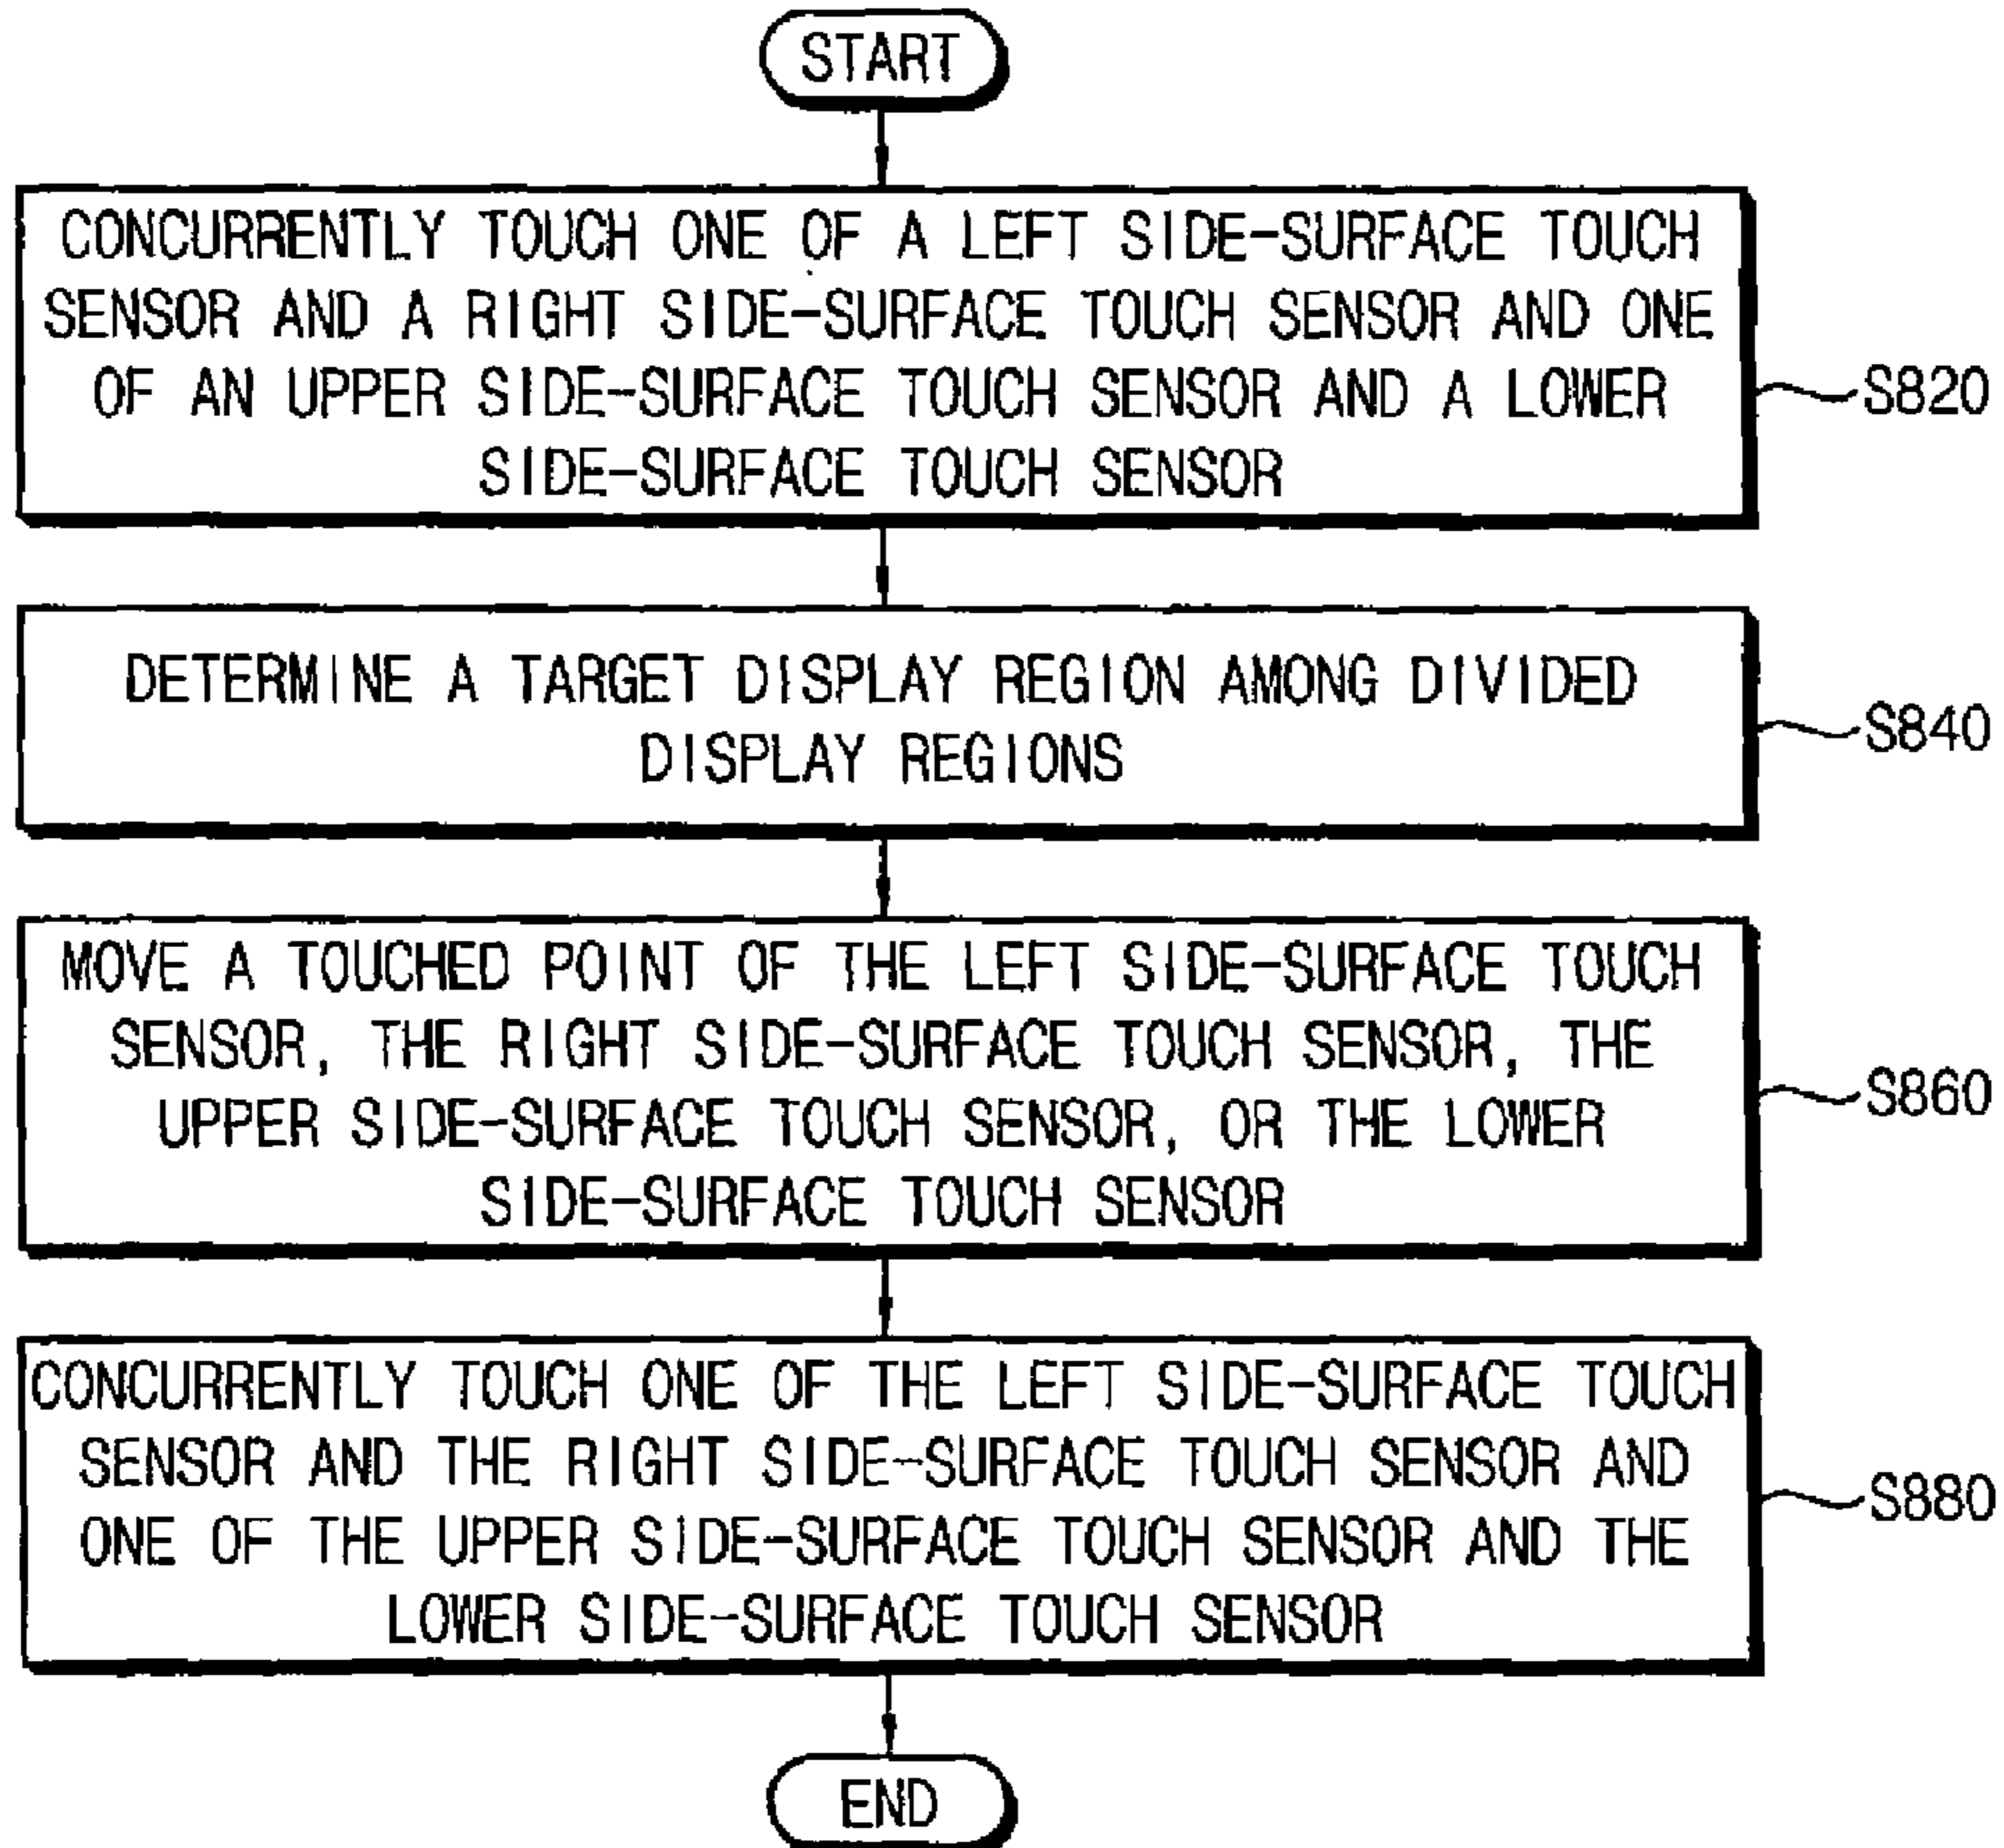 START
CONCURRENTLY TOUCH ONE OF A LEFT SIDE-SURFACE TOUCH
SENSOR AND A RIGHT SIDE-SURFACE TOUCH SENSOR AND ONE
OF AN UPPER SIDE-SURFACE TOUCH SENSOR AND A LOWER
SIDE-SURFACE TOUCH SENSOR
S820
DETERMINE A TARGET DISPLAY REGION AMONG DIVIDED
DISPLAY REGIONS
S840
MOVE A TOUCHED POINT OF THE LEFT SIDE-SURFACE TOUCH
SENSOR, THE RIGHT SIDE-SURFACE TOUCH SENSOR, THE
UPPER SIDE-SURFACE TOUCH SENSOR, OR THE LOWER
SIDE-SURFACE TOUCH SENSOR
S860
CONCURRENTLY TOUCH ONE OF THE LEFT SIDE-SURFACE TOUCH
SENSOR AND THE RIGHT SIDE-SURFACE TOUCH SENSOR AND
ONE OF THE UPPER SIDE-SURFACE TOUCH SENSOR AND THE
LOWER SIDE-SURFACE TOUCH SENSOR
S880
END